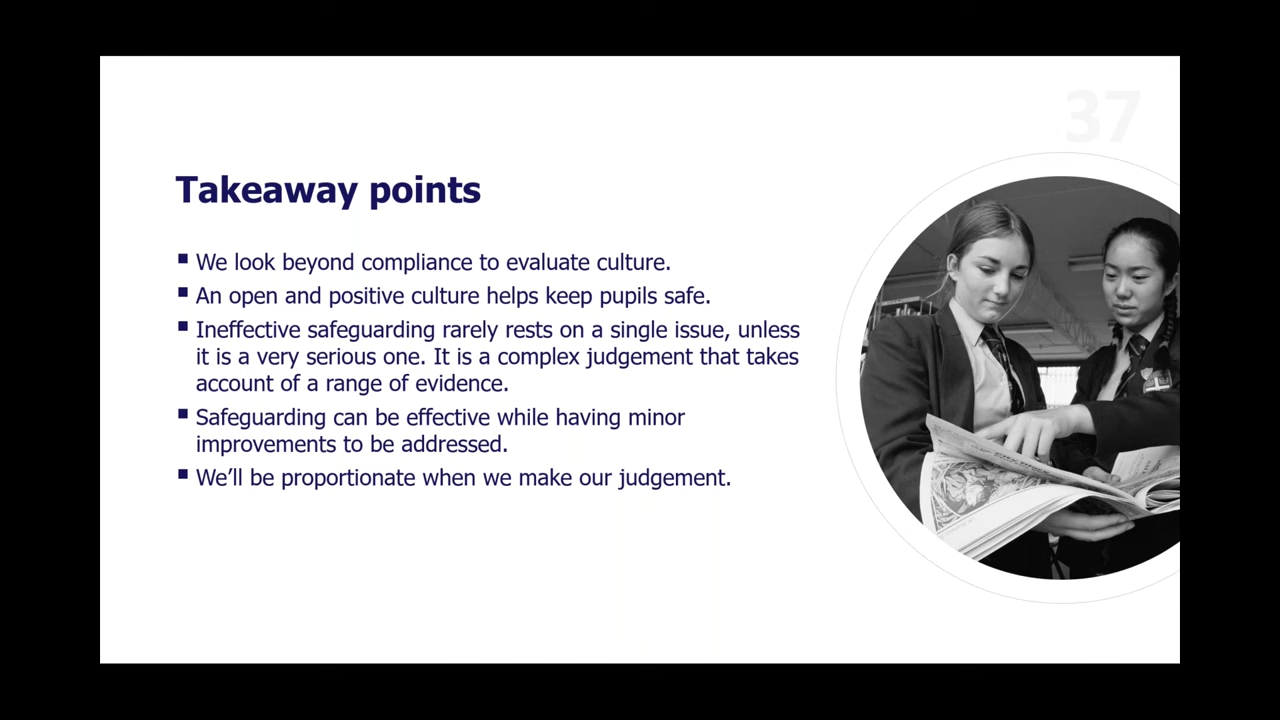 37
Takeaway points
▪ We look beyond compliance to evaluate culture.
▪ An open and positive culture helps keep pupils safe.
▪ Ineffective safeguarding rarely rests on a single issue, unless
it is a very serious one. It is a complex judgement that takes
account of a range of evidence.
▪ Safeguarding can be effective while having minor
improvements to be addressed.
▪ We’ll be proportionate when we make our judgement.